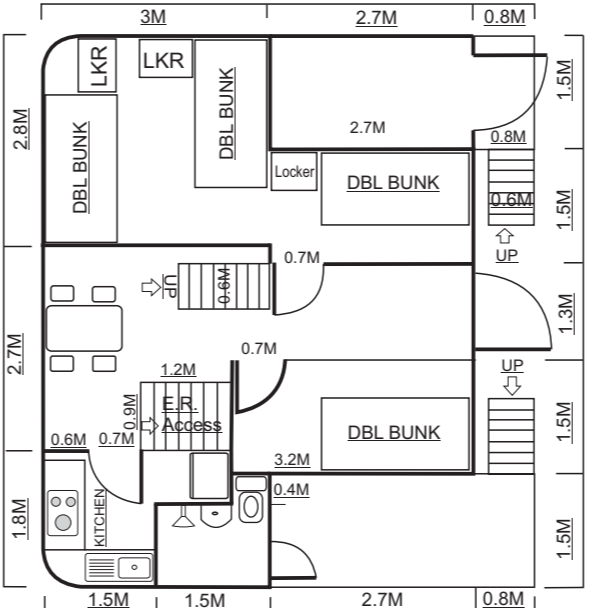 3M
2.7M
0.8M
LKR
LKR
1.5M
2.8M
DBL BUNK
DBL BUNK
2.7M
0.8M
Locker
DBL BUNK
0.6M
1.5M
UP
0.7M
UP
0.6M
1.3M
2.7M
0.7M
1.2M
UP
0.9M
E.R.
Access
DBL BUNK
1.5M
0.6M
0.7M
3.2M
0.4M
1.8M
KITCHEN
1.5M
1.5M
1.5M
2.7M
0.8M